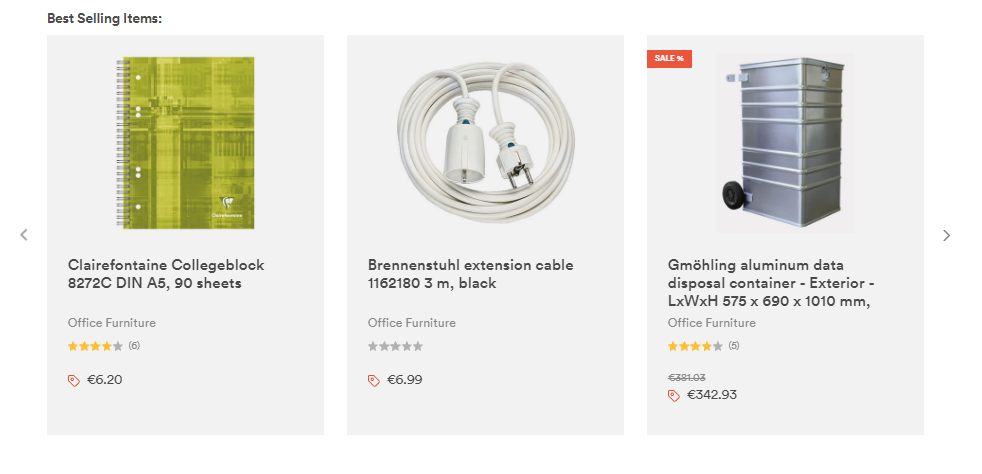 Best Selling Items:
Clairefontaine
Clairefontaine Collegeblock
8272C DIN A5, 90 sheets
Office Furniture
(6)
€6.20
Brennenstuhl extension cable
1162180 3 m, black
Office Furniture
€6.99
SALE %
Gmöhling aluminum data
disposal container - Exterior -
LxWxH 575 x 690 x 1010 mm,
Office Furniture
(5)
€381.03
€342.93